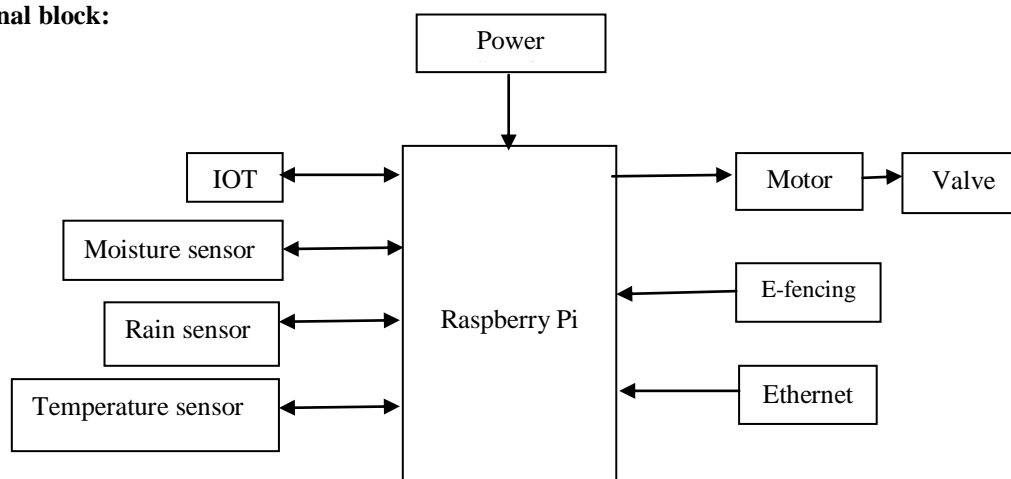 nal block:
Power
IOT
Motor
Valve
Moisture sensor
E-fencing
Rain sensor
Raspberry Pi
Temperature sensor
Ethernet